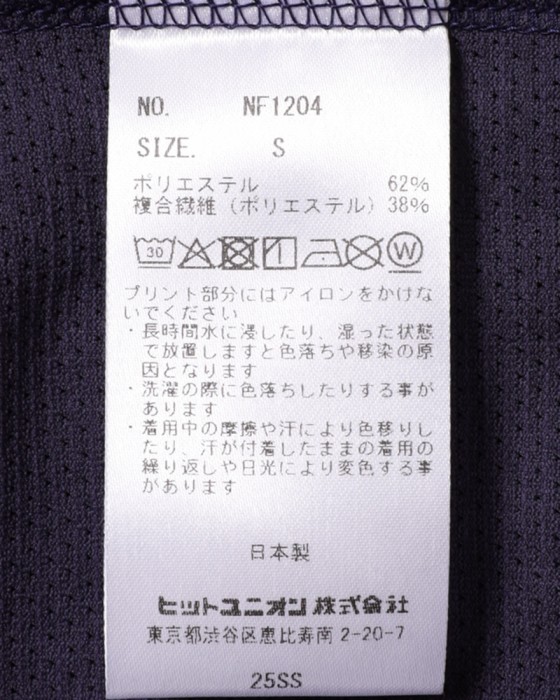 NO. NF1204
SIZE. S
ポリエステル 62%
複合繊維（ポリエステル） 38%
30 W
プリント部分にはアイロンをかけな
いでください
・長時間水に浸したり、湿った状態
で放置しますと色落ちや移染の原
因となります
・洗濯の際に色落ちしたりする事が
あります
・着用中の摩擦や汗により色移りし
たり、汗が付着したままの着用の
繰り返しや日光により変色する事
があります
日本製
ヒットユニオン株式会社
東京都渋谷区恵比寿南 2-20-7
25SS